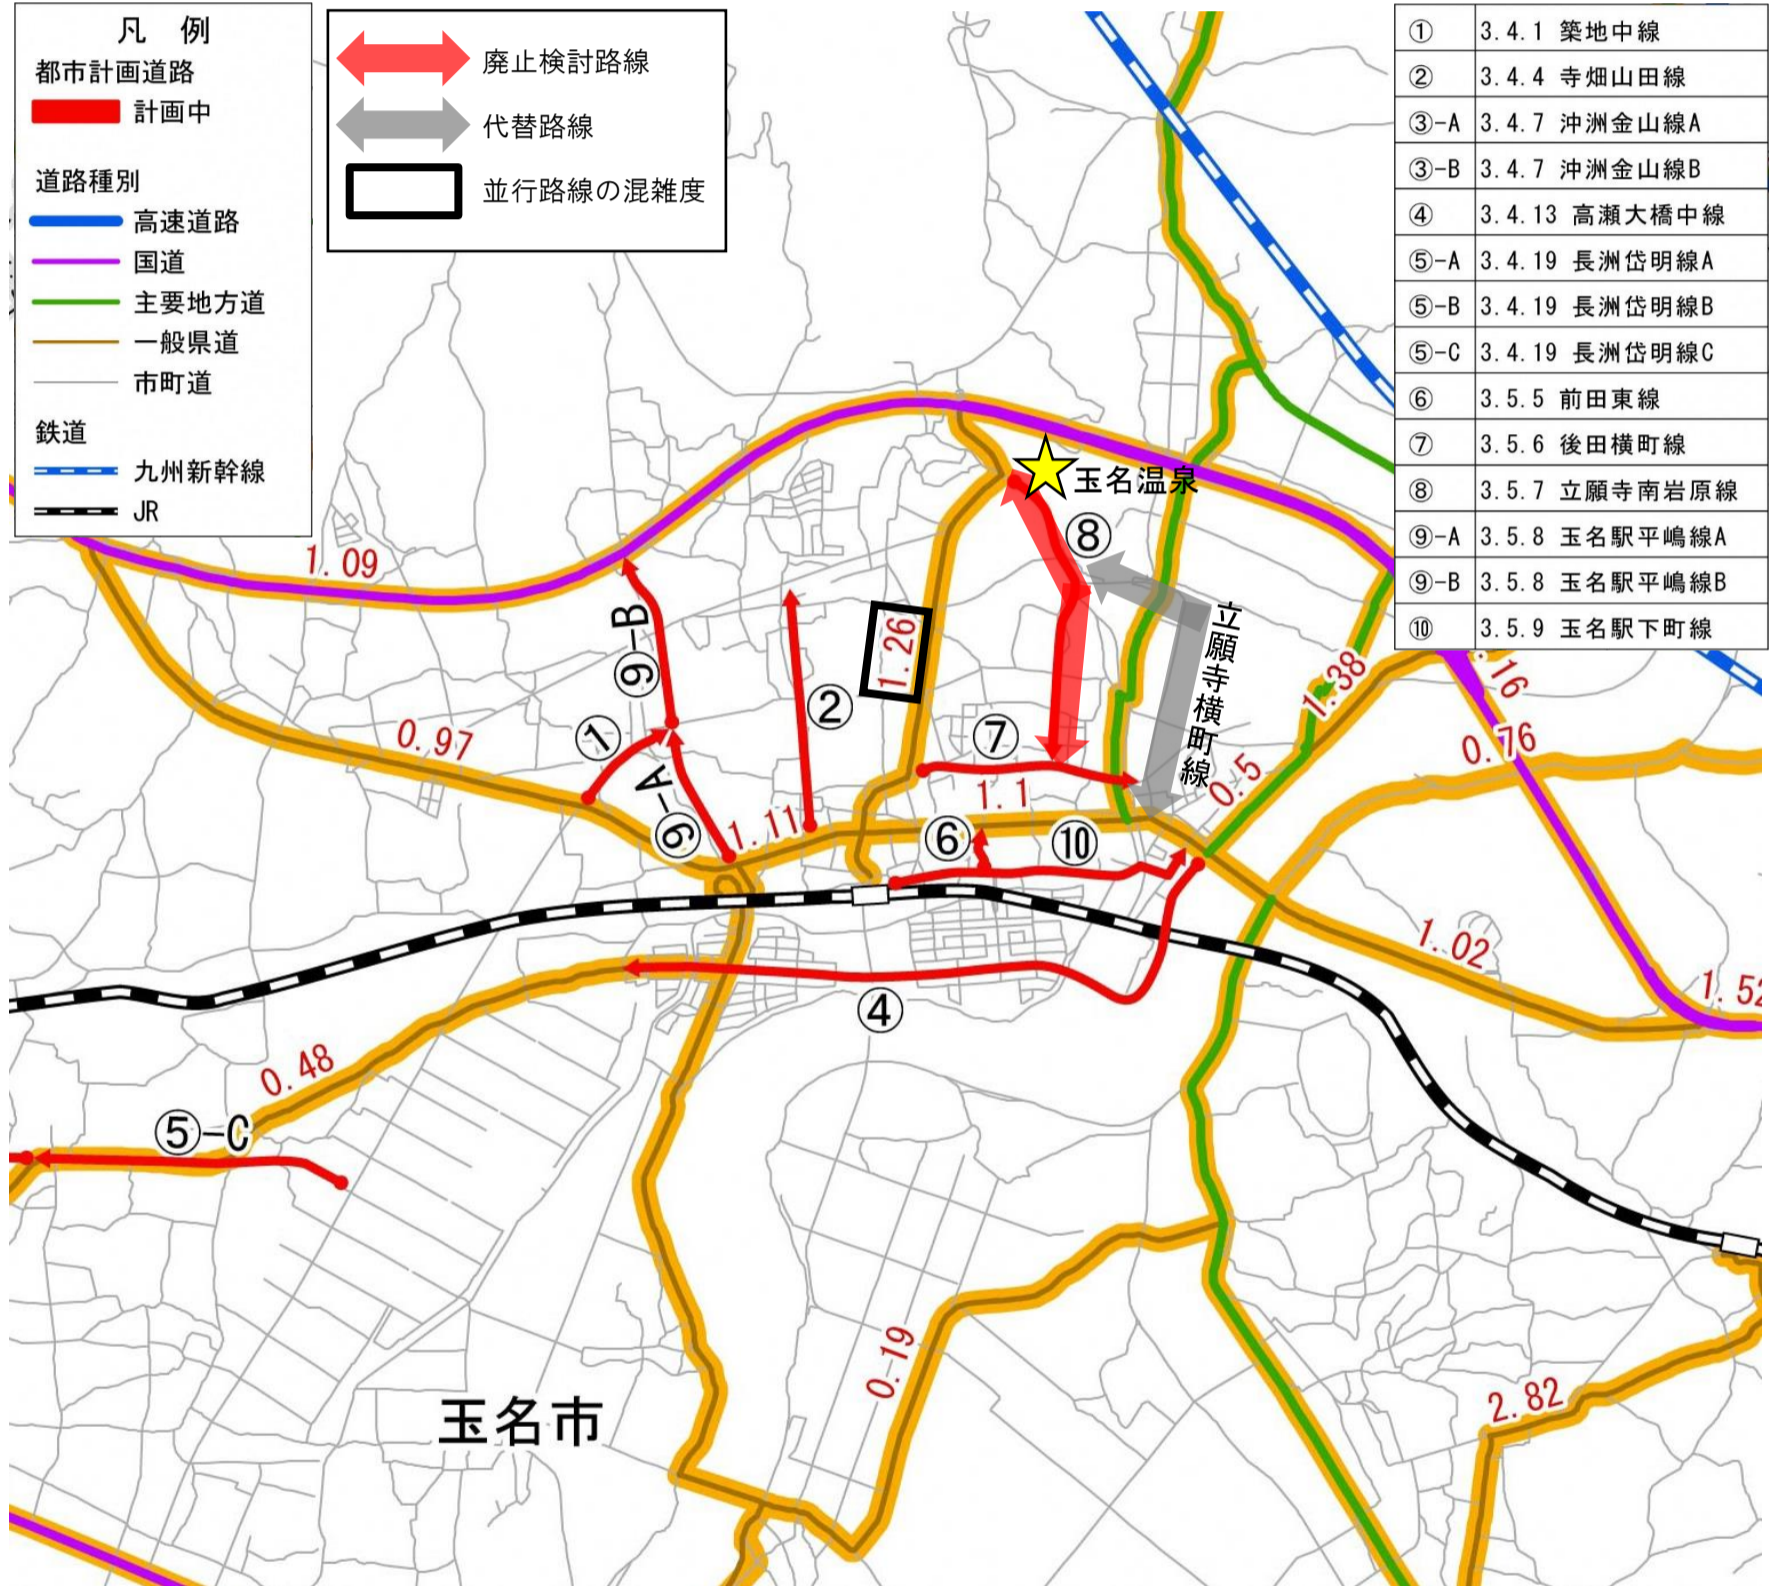 凡 例
都市計画道路
計画中
道路種別
高速道路
国道
主要地方道
一般県道
市町道
鉄道
九州新幹線
JR
廃止検討路線
代替路線
並行路線の混雑度
① 3.4.1 築地中線
② 3.4.4 寺畑山田線
③-A 3.4.7 沖洲金山線A
③-B 3.4.7 沖洲金山線B
④ 3.4.13 高瀬大橋中線
⑤-A 3.4.19 長洲岱明線A
⑤-B 3.4.19 長洲岱明線B
⑤-C 3.4.19 長洲岱明線C
⑥ 3.5.5 前田東線
⑦ 3.5.6 後田横町線
⑧ 3.5.7 立願寺南岩原線
⑨-A 3.5.8 玉名駅平嶋線A
⑨-B 3.5.8 玉名駅平嶋線B
⑩ 3.5.9 玉名駅下町線
玉名温泉
⑧
1.09
⑨-B
1.26
立願寺横町線
1.38
.16
②
①
⑦
0.97
0.76
⑨-A
1.11
1.1
0.5
⑥
⑩
1.02
1.52
④
0.48
⑤-C
0.19
2.82
玉名市